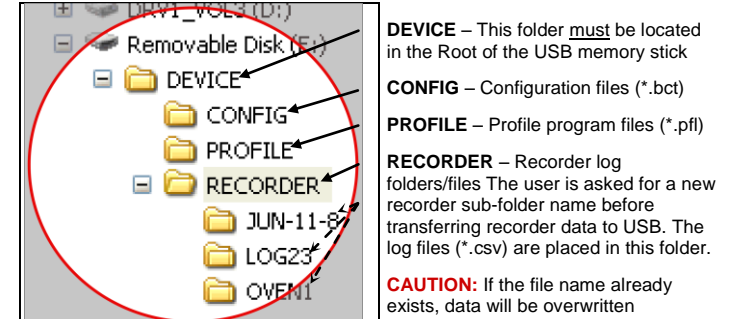 DRV1_VOL3 (D:)
Removable Disk (E:)
DEVICE
CONFIG
PROFILE
RECORDER
JUN-11-8
LOG23
OVEN1
DEVICE – This folder must be located
in the Root of the USB memory stick
CONFIG – Configuration files (*.bct)
PROFILE – Profile program files (*.pfl)
RECORDER – Recorder log
folders/files The user is asked for a new
recorder sub-folder name before
transferring recorder data to USB. The
log files (*.csv) are placed in this folder.
CAUTION: If the file name already
exists, data will be overwritten